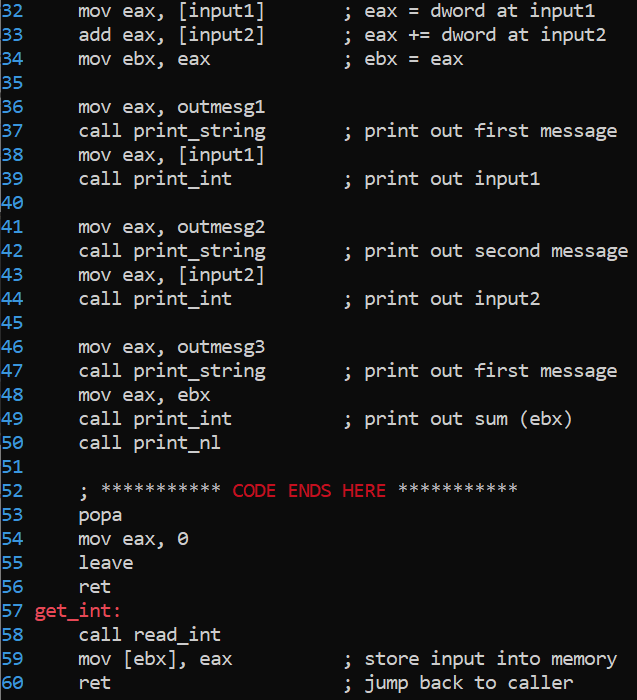 32     mov eax, [input1]       ; eax = dword at input1
33     add eax, [input2]       ; eax += dword at input2
34     mov ebx, eax            ; ebx = eax
35
36     mov eax, outmesg1
37     call print_string       ; print out first message
38     mov eax, [input1]
39     call print_int          ; print out input1
40
41     mov eax, outmesg2
42     call print_string       ; print out second message
43     mov eax, [input2]
44     call print_int          ; print out input2
45
46     mov eax, outmesg3
47     call print_string       ; print out first message
48     mov eax, ebx
49     call print_int          ; print out sum (ebx)
50     call print_nl
51
52     ; *********** CODE ENDS HERE ***********
53     popa
54     mov eax, 0
55     leave
56     ret
57 get_int:
58     call read_int
59     mov [ebx], eax          ; store input into memory
60     ret                     ; jump back to caller